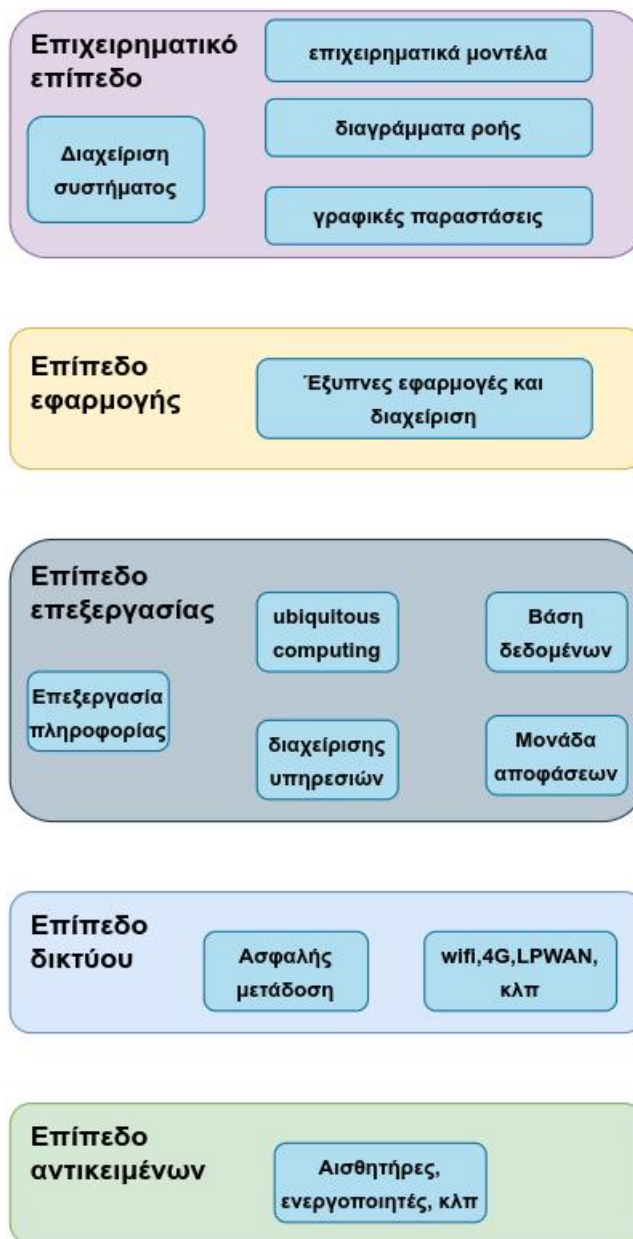 Επιχειρηματικό
επίπεδο
Διαχείριση
συστήματος
επιχειρηματικά μοντέλα
διαγράμματα ροής
γραφικές παραστάσεις
Επίπεδο
εφαρμογής
Έξυπνες εφαρμογές και
διαχείριση
Επίπεδο
επεξεργασίας
Επεξεργασία
πληροφορίας
ubiquitous
computing
Βάση
δεδομένων
διαχείρισης
υπηρεσιών
Μονάδα
αποφάσεων
Επίπεδο
δικτύου
Ασφαλής
μετάδοση
wifi,4G,LPWAN,
κλπ
Επίπεδο
αντικειμένων
Αισθητήρες,
ενεργοποιητές, κλπ